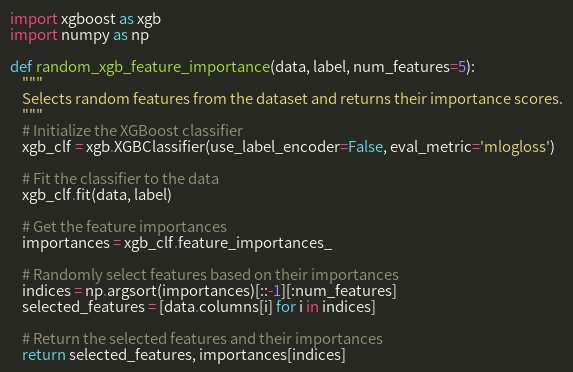 import xgboost as xgb
import numpy as np
def random_xgb_feature_importance(data, label, num_features=5):
"""
Selects random features from the dataset and returns their importance scores.
"""
# Initialize the XGBoost classifier
xgb_clf = xgb.XGBClassifier(use_label_encoder=False, eval_metric='mlogloss')
# Fit the classifier to the data
xgb_clf.fit(data, label)
# Get the feature importances
importances = xgb_clf.feature_importances_
# Randomly select features based on their importances
indices = np.argsort(importances)[::-1][:num_features]
selected_features = [data.columns[i] for i in indices]
# Return the selected features and their importances
return selected_features, importances[indices]